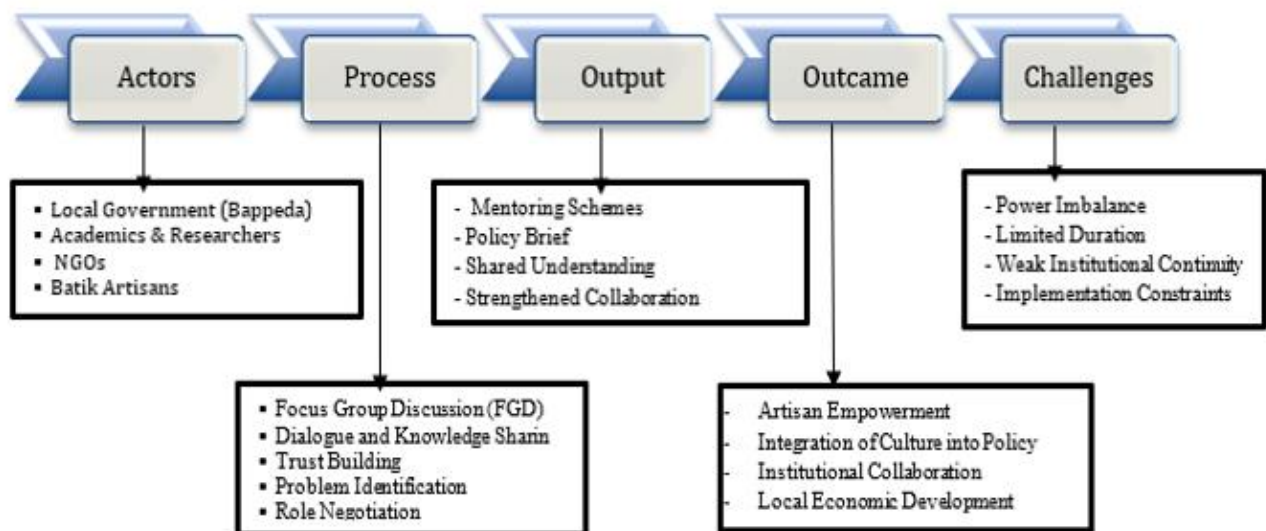 Actors
Process
Output
Outcame
Challenges
▪ Local Government (Bappeda)
▪ Academics & Researchers
▪ NGOs
▪ Batik Artisans
- Mentoring Schemes
- Policy Brief
- Shared Understanding
- Strengthened Collaboration
- Power Imbalance
- Limited Duration
- Weak Institutional Continuity
- Implementation Constraints
▪ Focus Group Discussion (FGD)
▪ Dialogue and Knowledge Sharin
▪ Trust Building
▪ Problem Identification
▪ Role Negotiation
- Artisan Empowerment
- Integration of Culture into Policy
- Institutional Collaboration
- Local Economic Development